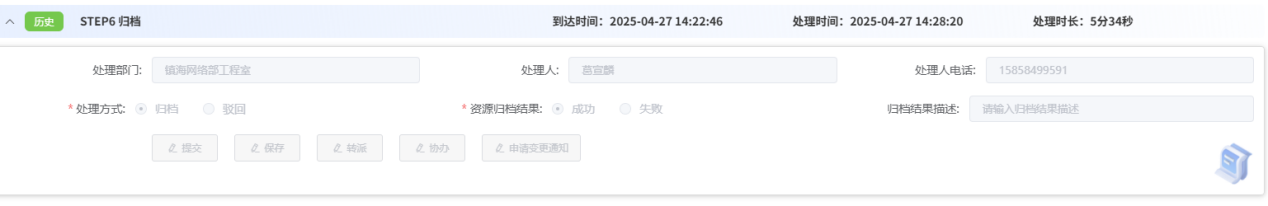 历史 STEP6 归档 到达时间：2025-04-27 14:22:46 处理时间：2025-04-27 14:28:20 处理时长：5分34秒
处理部门: 镇海网络部工程室 处理人: 宣麟 处理人电话: 15858499591
* 处理方式: 归档 驳回 * 资源归档结果: 成功 失败 归档结果描述: 请输入归档结果描述
提交 保存 转派 协办 申请变更通知